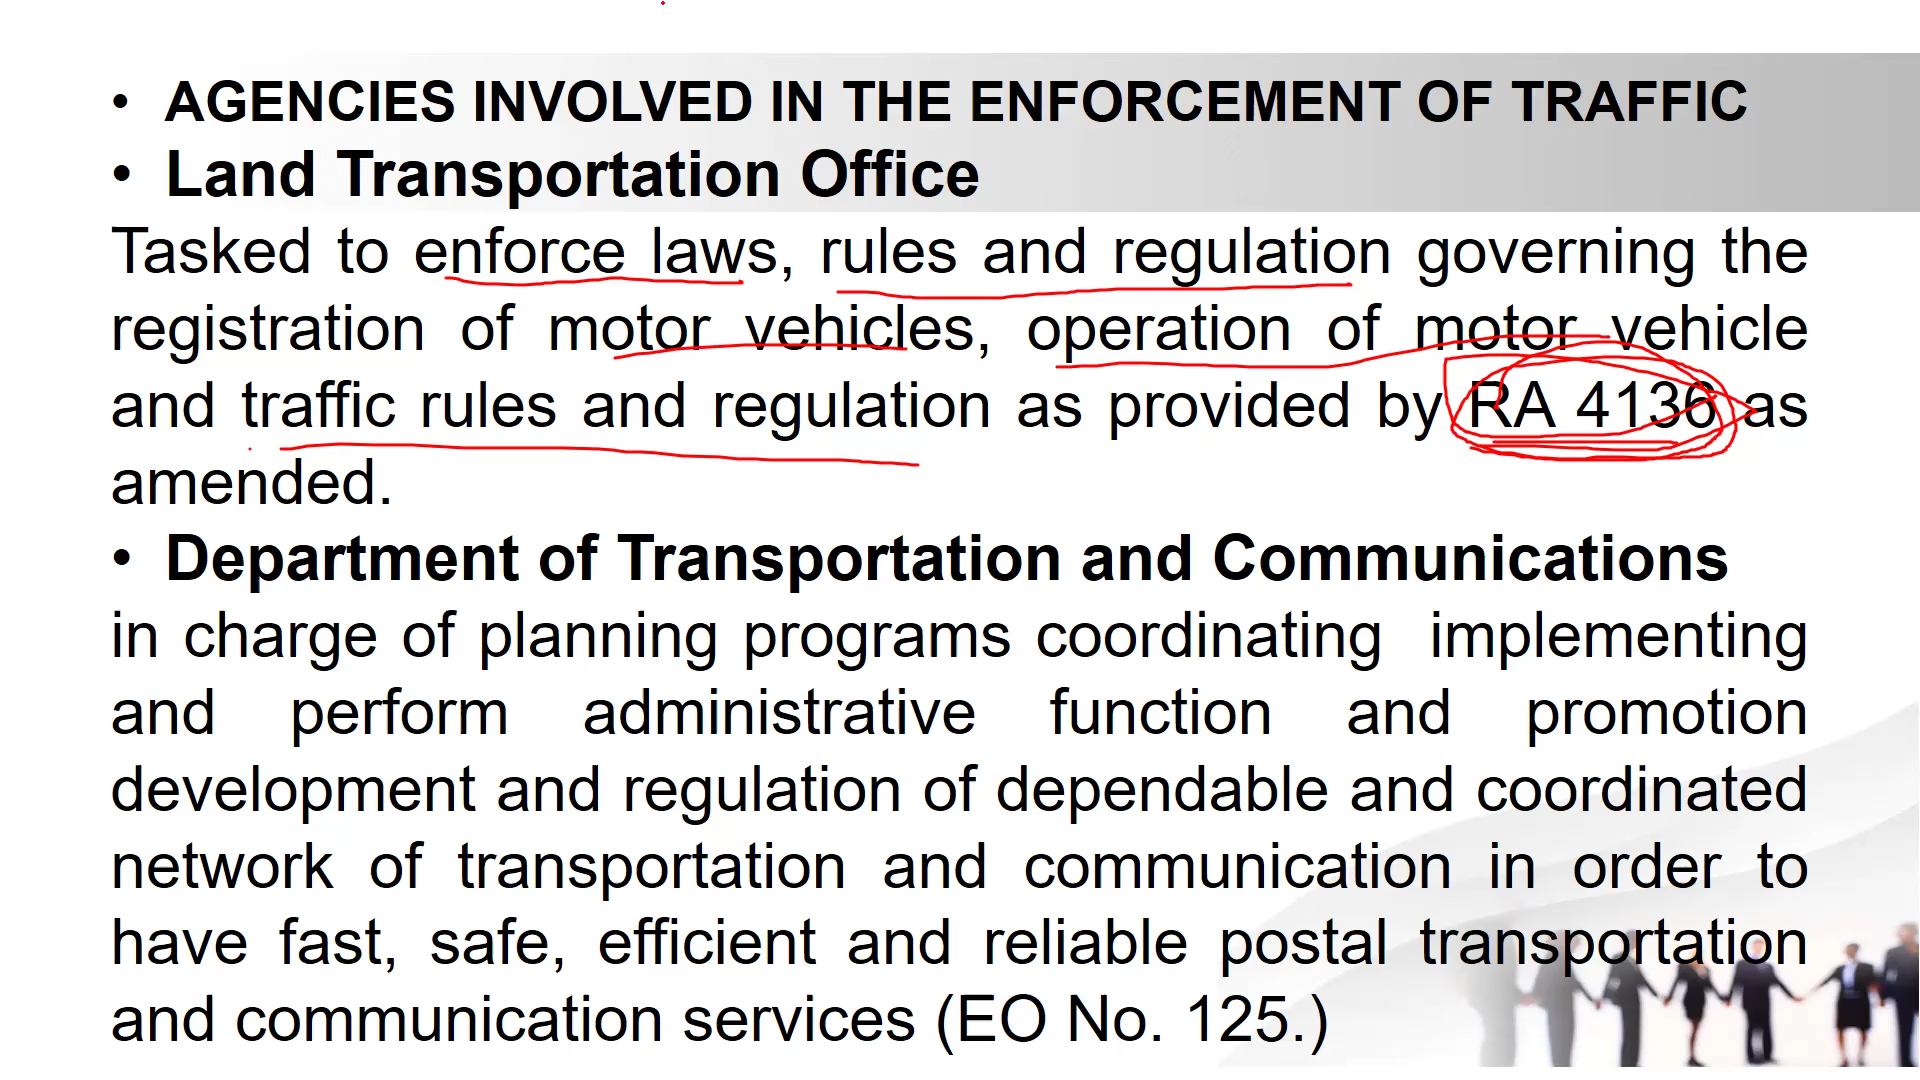 • AGENCIES INVOLVED IN THE ENFORCEMENT OF TRAFFIC
• Land Transportation Office
Tasked to enforce laws, rules and regulation governing the
registration of motor vehicles, operation of motor vehicle
and traffic rules and regulation as provided by RA 4136 as
amended.
• Department of Transportation and Communications
in charge of planning programs coordinating implementing
and perform administrative function and promotion
development and regulation of dependable and coordinated
network of transportation and communication in order to
have fast, safe, efficient and reliable postal transportation
and communication services (EO No. 125.)